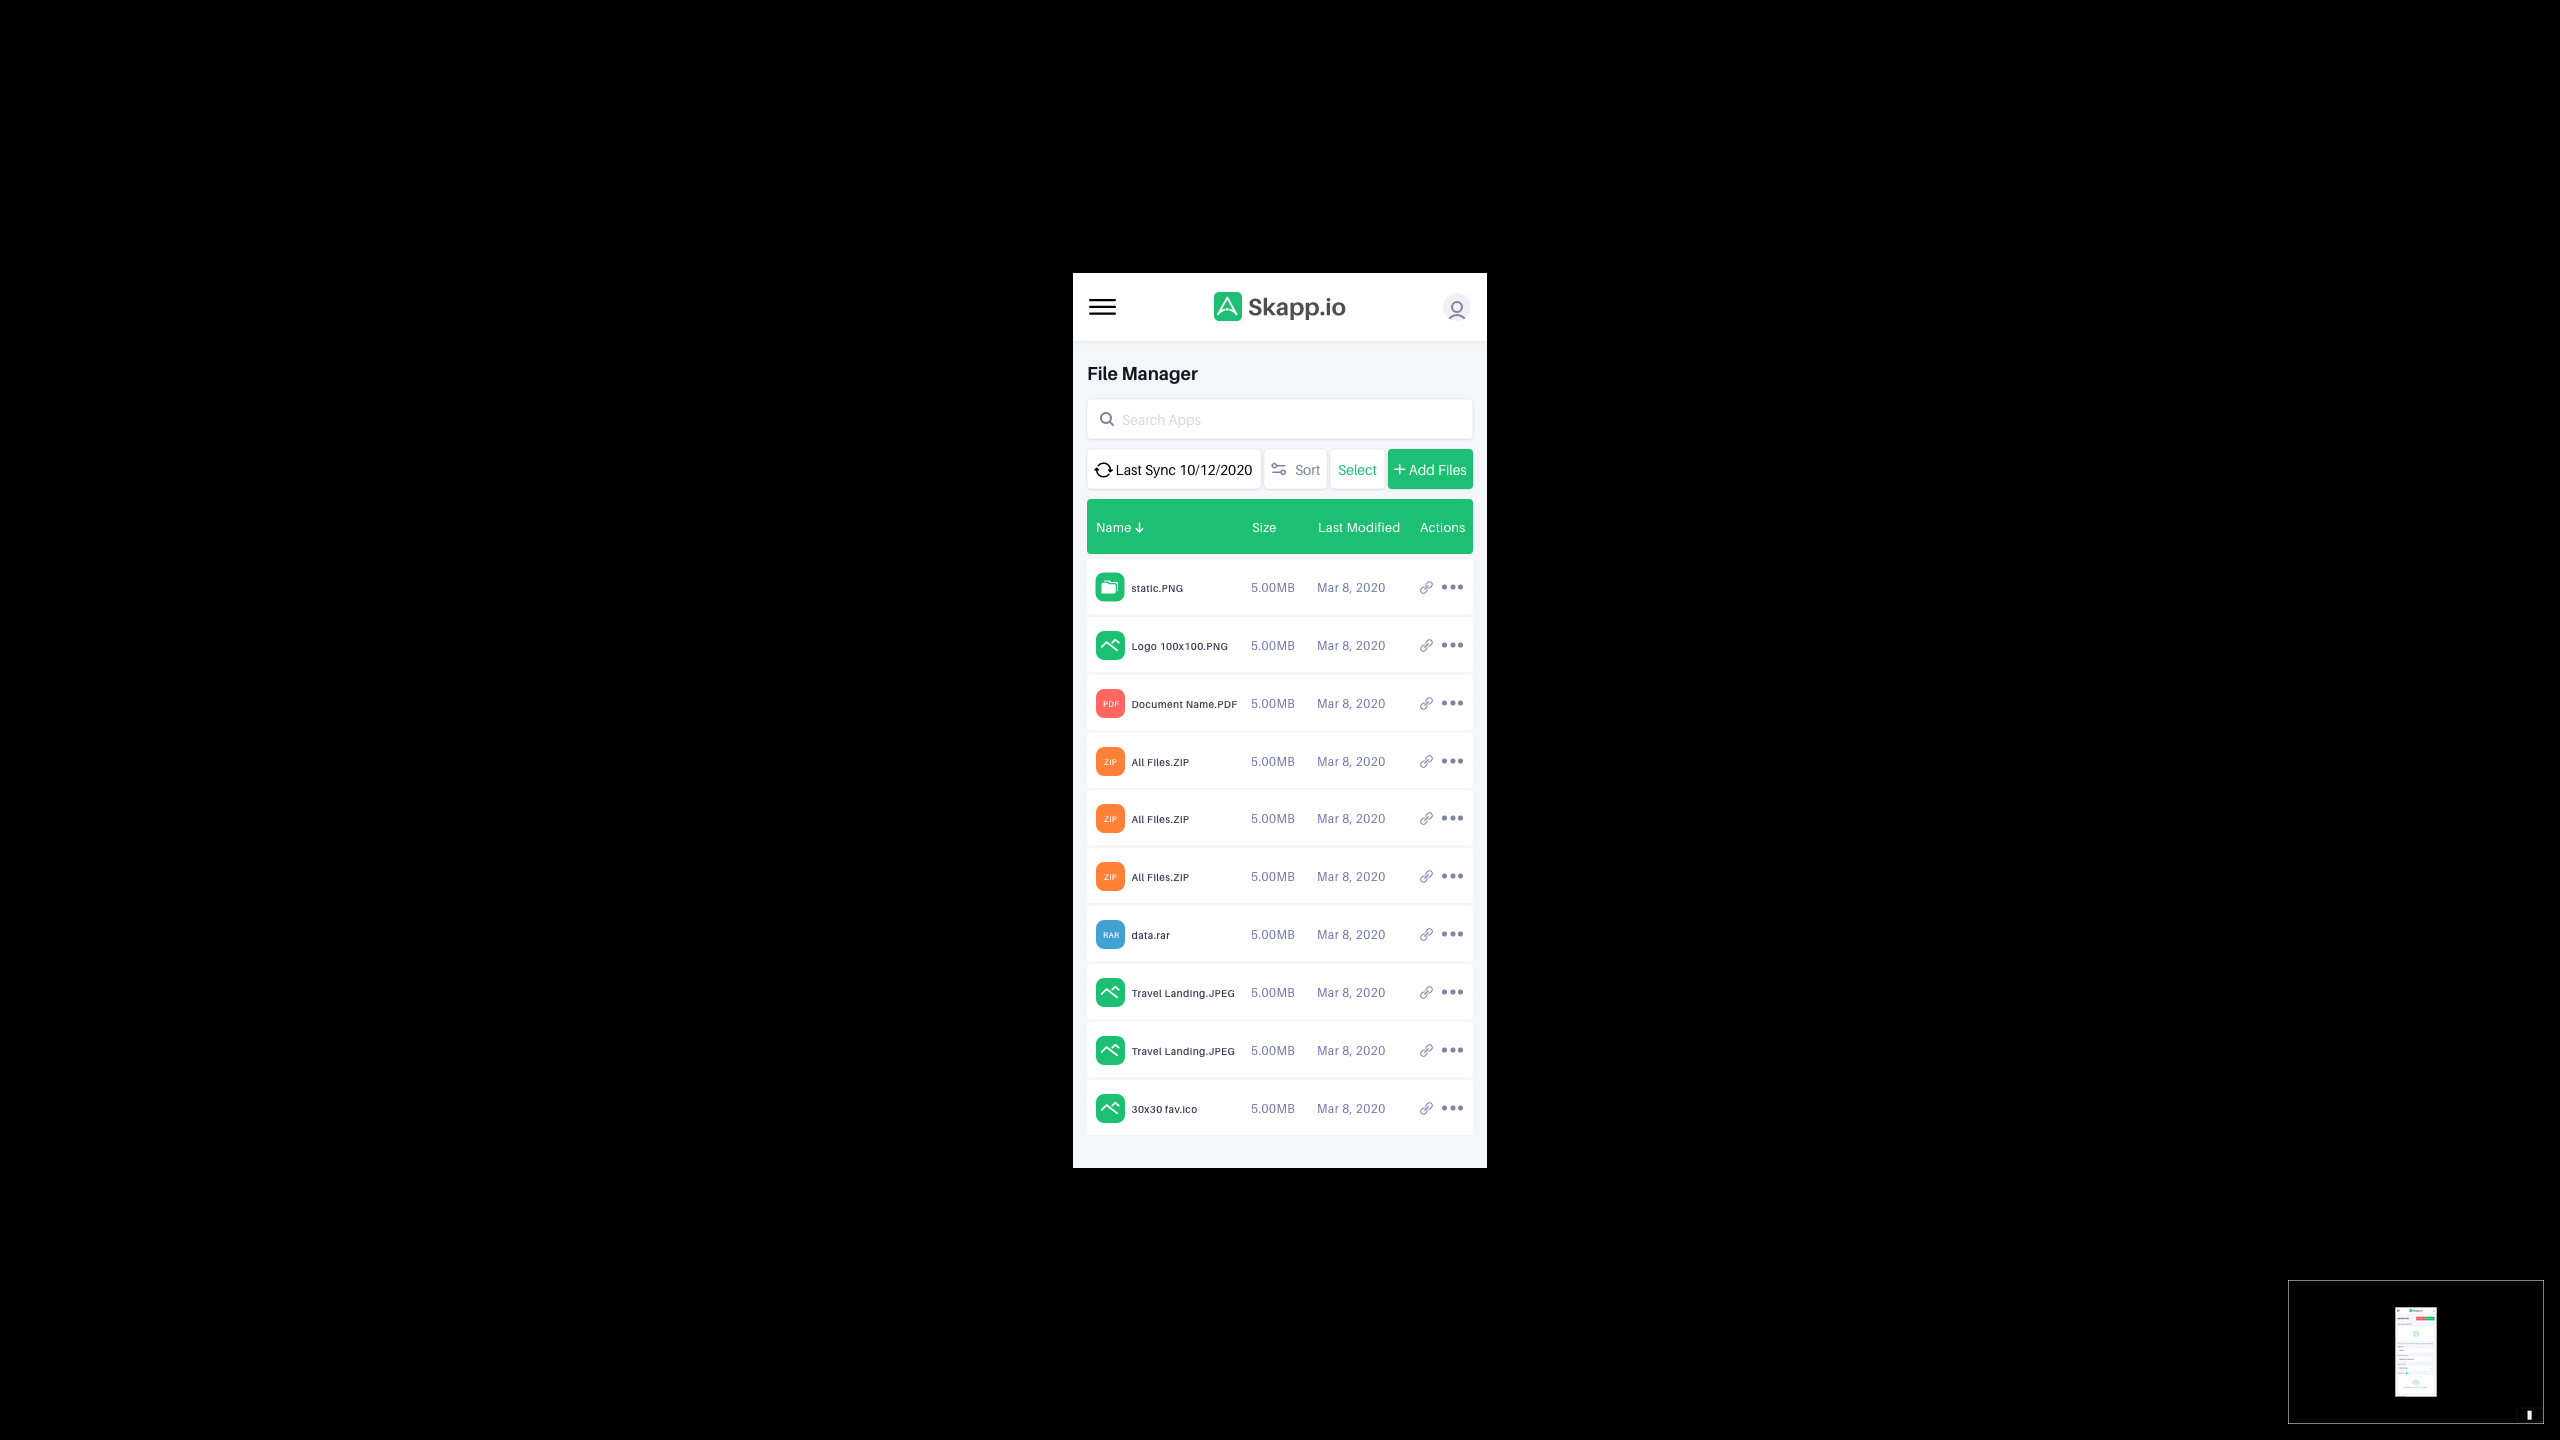 Skapp.io
File Manager
Search Apps
Last Sync 10/12/2020 Sort Select + Add Files
Name Size Last Modified Actions
static.PNG 5.00MB Mar 8, 2020
Logo 100x100.PNG 5.00MB Mar 8, 2020
PDF Document Name.PDF 5.00MB Mar 8, 2020
ZIP All Files.ZIP 5.00MB Mar 8, 2020
ZIP All Files.ZIP 5.00MB Mar 8, 2020
ZIP All Files.ZIP 5.00MB Mar 8, 2020
RAR data.rar 5.00MB Mar 8, 2020
Travel Landing.JPEG 5.00MB Mar 8, 2020
Travel Landing.JPEG 5.00MB Mar 8, 2020
30x30 fav.ico 5.00MB Mar 8, 2020